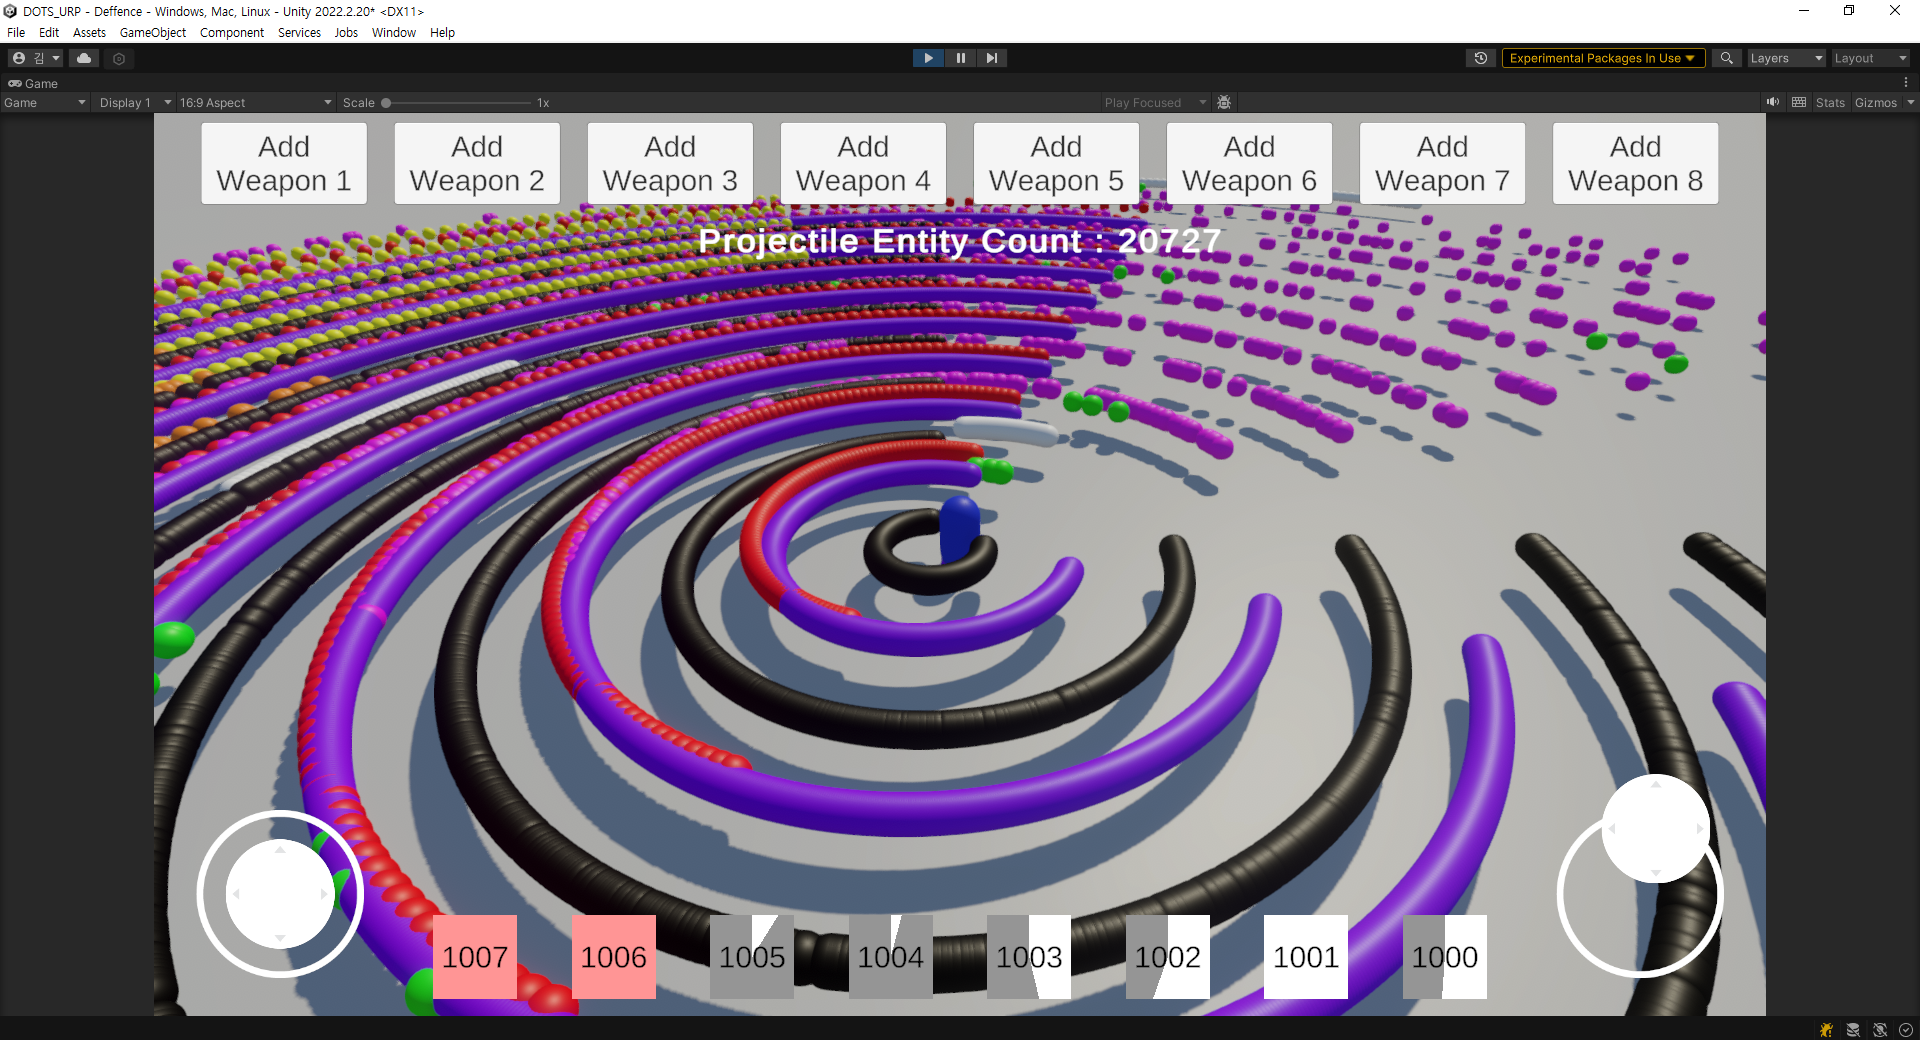 DOTS_URP - Deffence - Windows, Mac, Linux - Unity 2022.2.20* <DX11>
File Edit Assets GameObject Component Services Jobs Window Help
김 Experimental Packages In Use Layers Layout
Game
Game Display 1 16:9 Aspect Scale 1x Play Focused Stats Gizmos
Add Weapon 1
Add Weapon 2
Add Weapon 3
Add Weapon 4
Add Weapon 5
Add Weapon 6
Add Weapon 7
Add Weapon 8
Projectile Entity Count : 20727
1007 1006 1005 1004 1003 1002 1001 1000